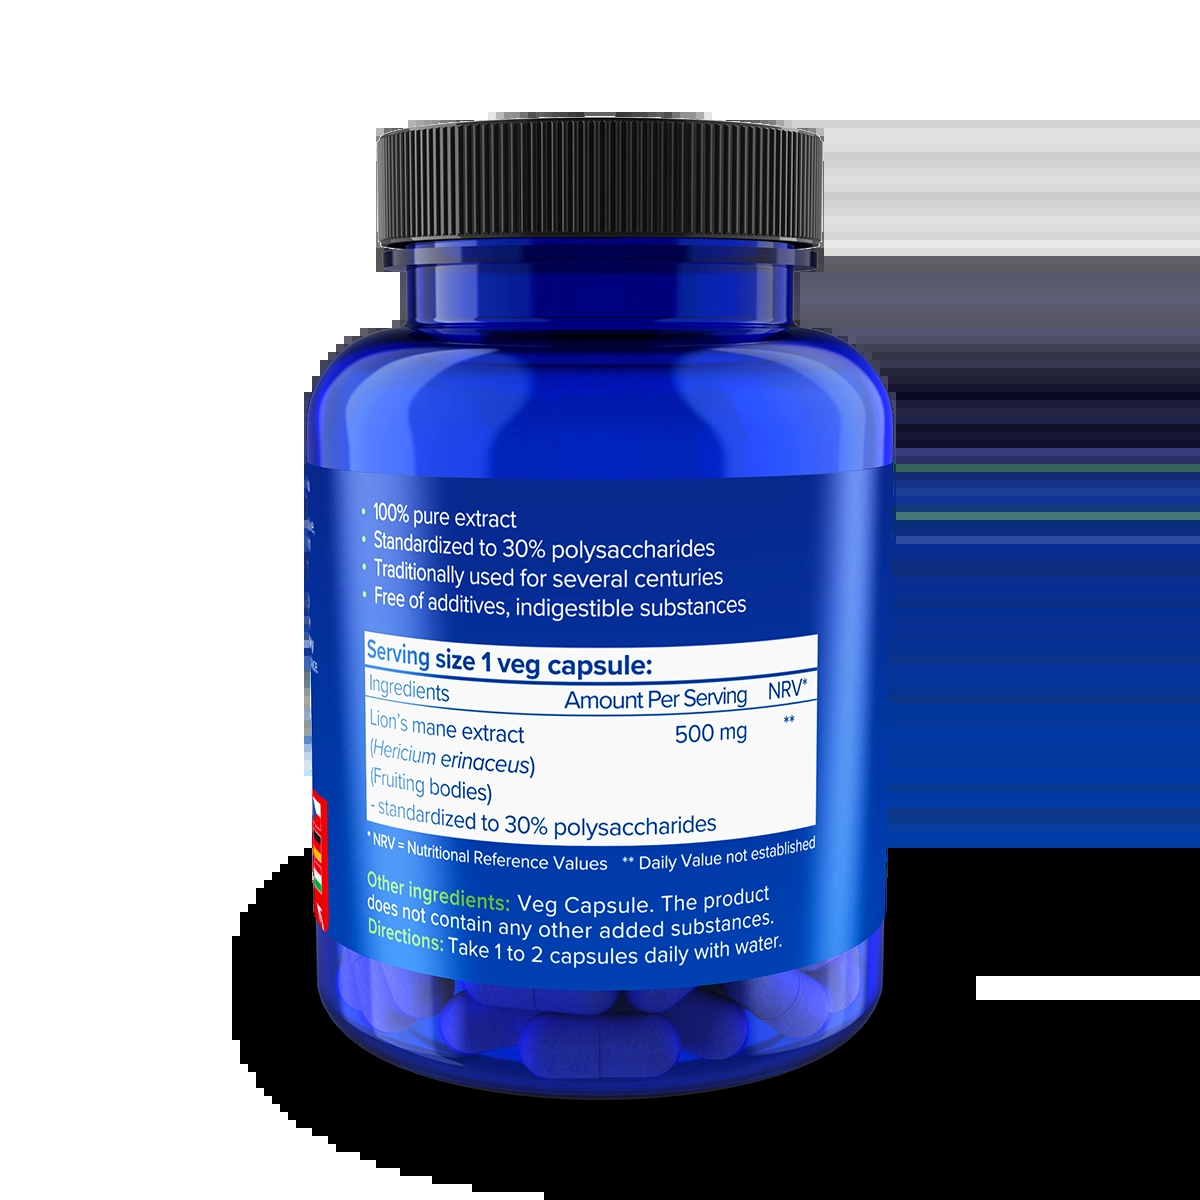 • 100% pure extract
• Standardized to 30% polysaccharides
• Traditionally used for several centuries
• Free of additives, indigestible substances
Serving size 1 veg capsule:
Ingredients Amount Per Serving NRV*
Lion's mane extract 500 mg **
(Hericium erinaceus)
(Fruiting bodies)
- standardized to 30% polysaccharides
* NRV = Nutritional Reference Values ** Daily Value not established
Other ingredients: Veg Capsule. The product
does not contain any other added substances.
Directions: Take 1 to 2 capsules daily with water.